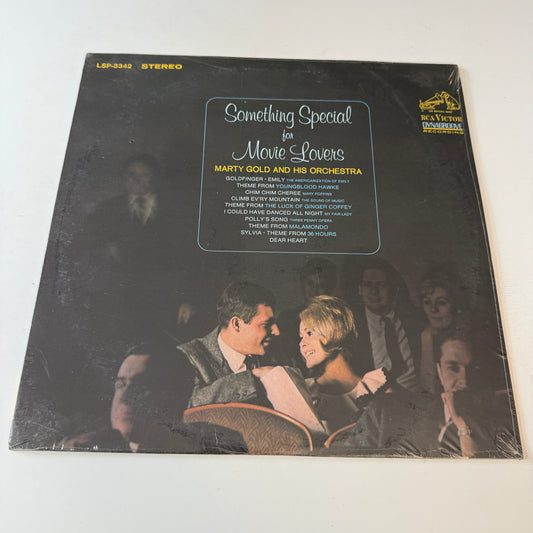 LSP-3342 STEREO
RCA VICTOR
DYNAGROOVE
RECORDING
Something Special
for
Movie Lovers
MARTY GOLD AND HIS ORCHESTRA
GOLDFINGER • EMILY THE AMERICANIZATION OF EMILY
THEME FROM YOUNGBLOOD HAWKE
CHIM CHIM CHEREE MARY POPPINS
CLIMB EV'RY MOUNTAIN THE SOUND OF MUSIC
THEME FROM THE LUCK OF GINGER COFFEY
I COULD HAVE DANCED ALL NIGHT MY FAIR LADY
POLLY'S SONG THREE PENNY OPERA
THEME FROM MALAMONDO
SYLVIA • THEME FROM 36 HOURS
DEAR HEART